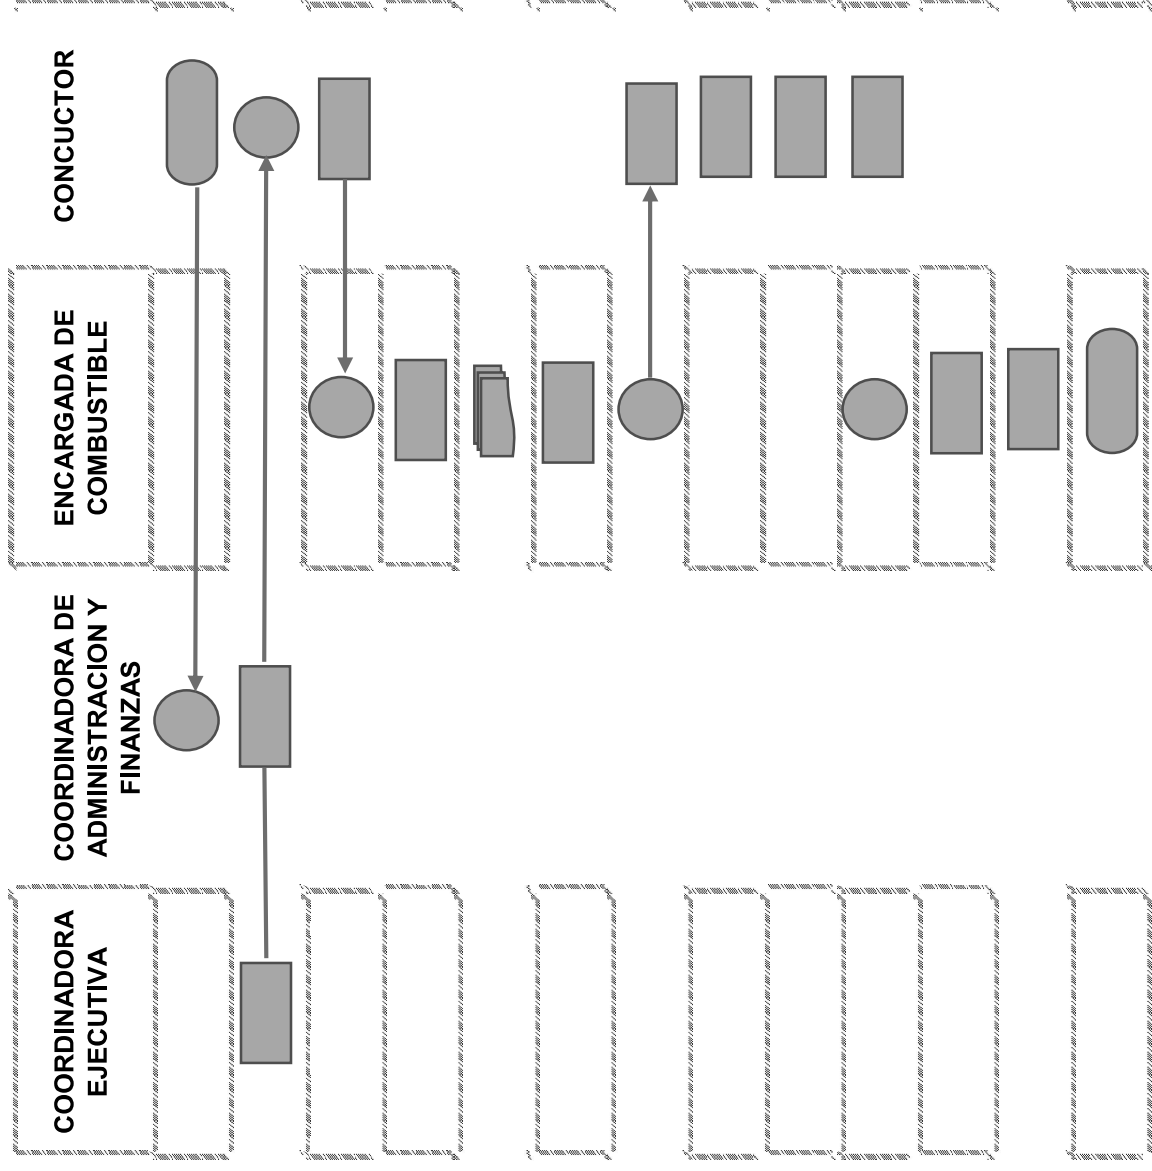 COORDINADORA
EJECUTIVA
COORDINADORA DE
ADMINISTRACION Y
FINANZAS
ENCARGADA DE
COMBUSTIBLE
CONCUCTOR